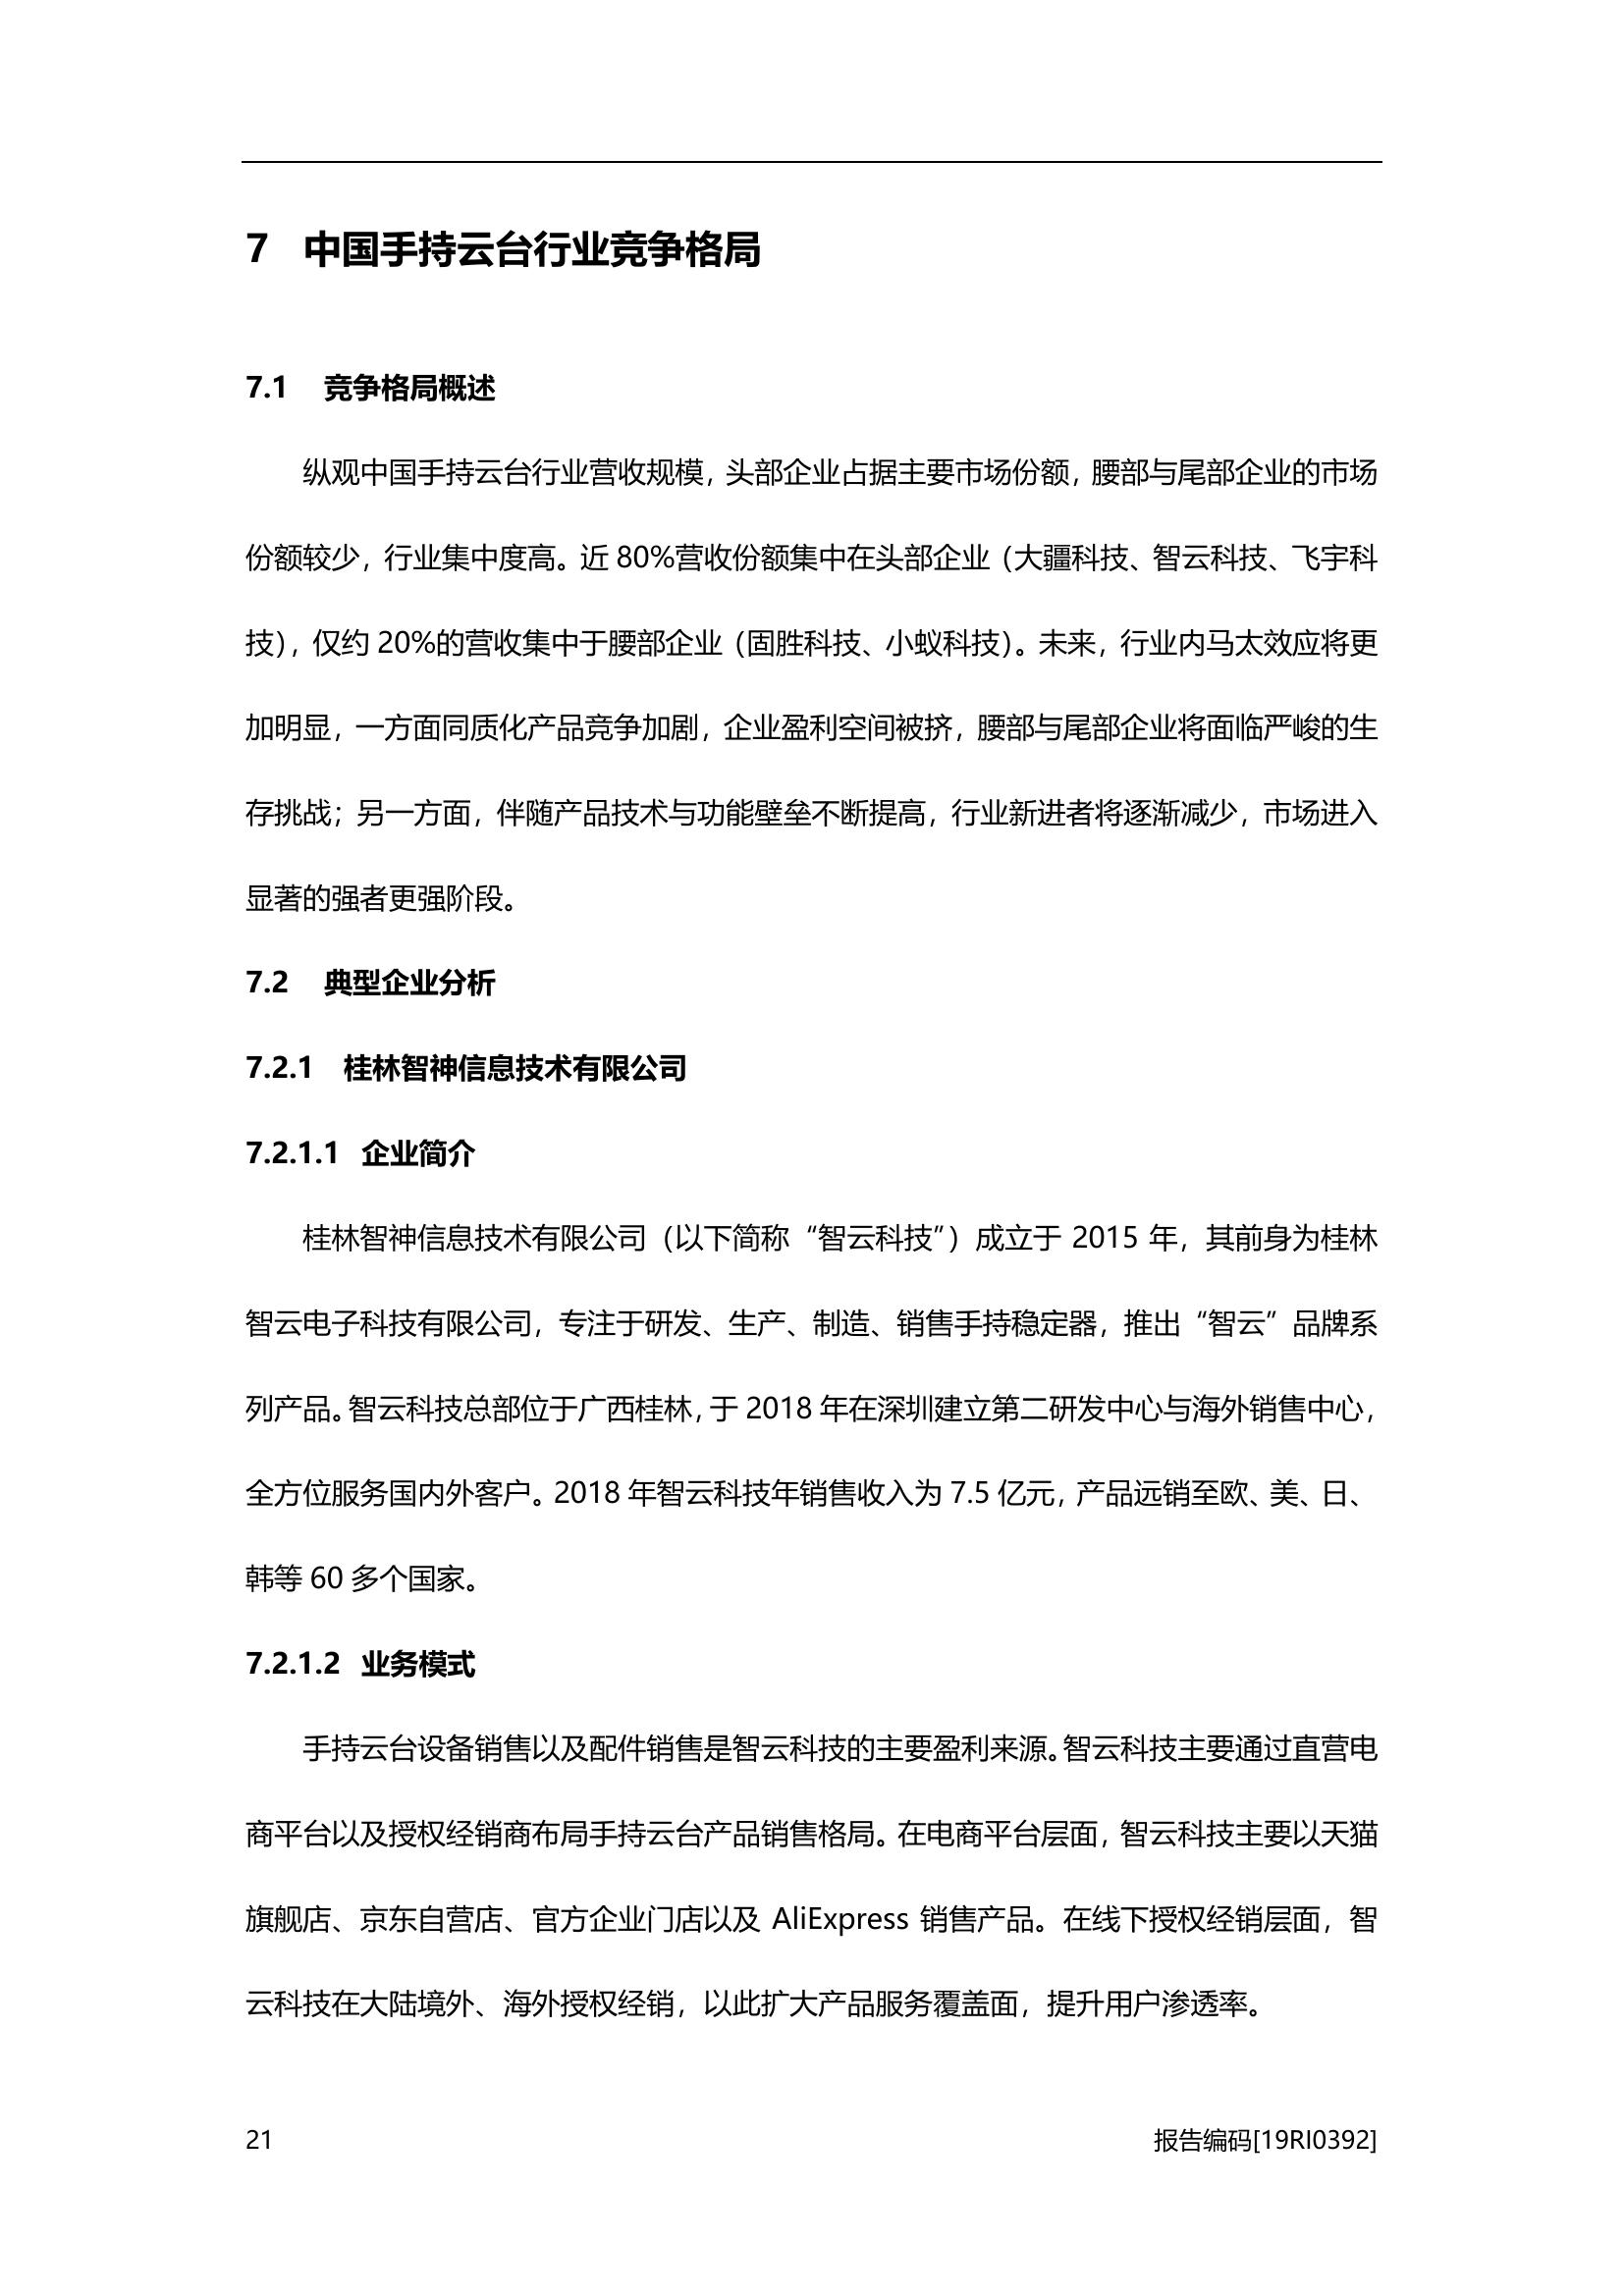 7 中国手持云台行业竞争格局
7.1 竞争格局概述
纵观中国手持云台行业营收规模，头部企业占据主要市场份额，腰部与尾部企业的市场
份额较少，行业集中度高。近 80%营收份额集中在头部企业（大疆科技、智云科技、飞宇科
技），仅约 20%的营收集中于腰部企业（固胜科技、小蚁科技）。未来，行业内马太效应将更
加明显，一方面同质化产品竞争加剧，企业盈利空间被挤，腰部与尾部企业将面临严峻的生
存挑战；另一方面，伴随产品技术与功能壁垒不断提高，行业新进者将逐渐减少，市场进入
显著的强者更强阶段。
7.2 典型企业分析
7.2.1 桂林智神信息技术有限公司
7.2.1.1 企业简介
桂林智神信息技术有限公司（以下简称“智云科技”）成立于 2015 年，其前身为桂林
智云电子科技有限公司，专注于研发、生产、制造、销售手持稳定器，推出“智云”品牌系
列产品。智云科技总部位于广西桂林，于 2018 年在深圳建立第二研发中心与海外销售中心，
全方位服务国内外客户。2018 年智云科技年销售收入为 7.5 亿元，产品远销至欧、美、日、
韩等 60 多个国家。
7.2.1.2 业务模式
手持云台设备销售以及配件销售是智云科技的主要盈利来源。智云科技主要通过直营电
商平台以及授权经销商布局手持云台产品销售格局。在电商平台层面，智云科技主要以天猫
旗舰店、京东自营店、官方企业门店以及 AliExpress 销售产品。在线下授权经销层面，智
云科技在大陆境外、海外授权经销，以此扩大产品服务覆盖面，提升用户渗透率。
21 报告编码[19RI0392]